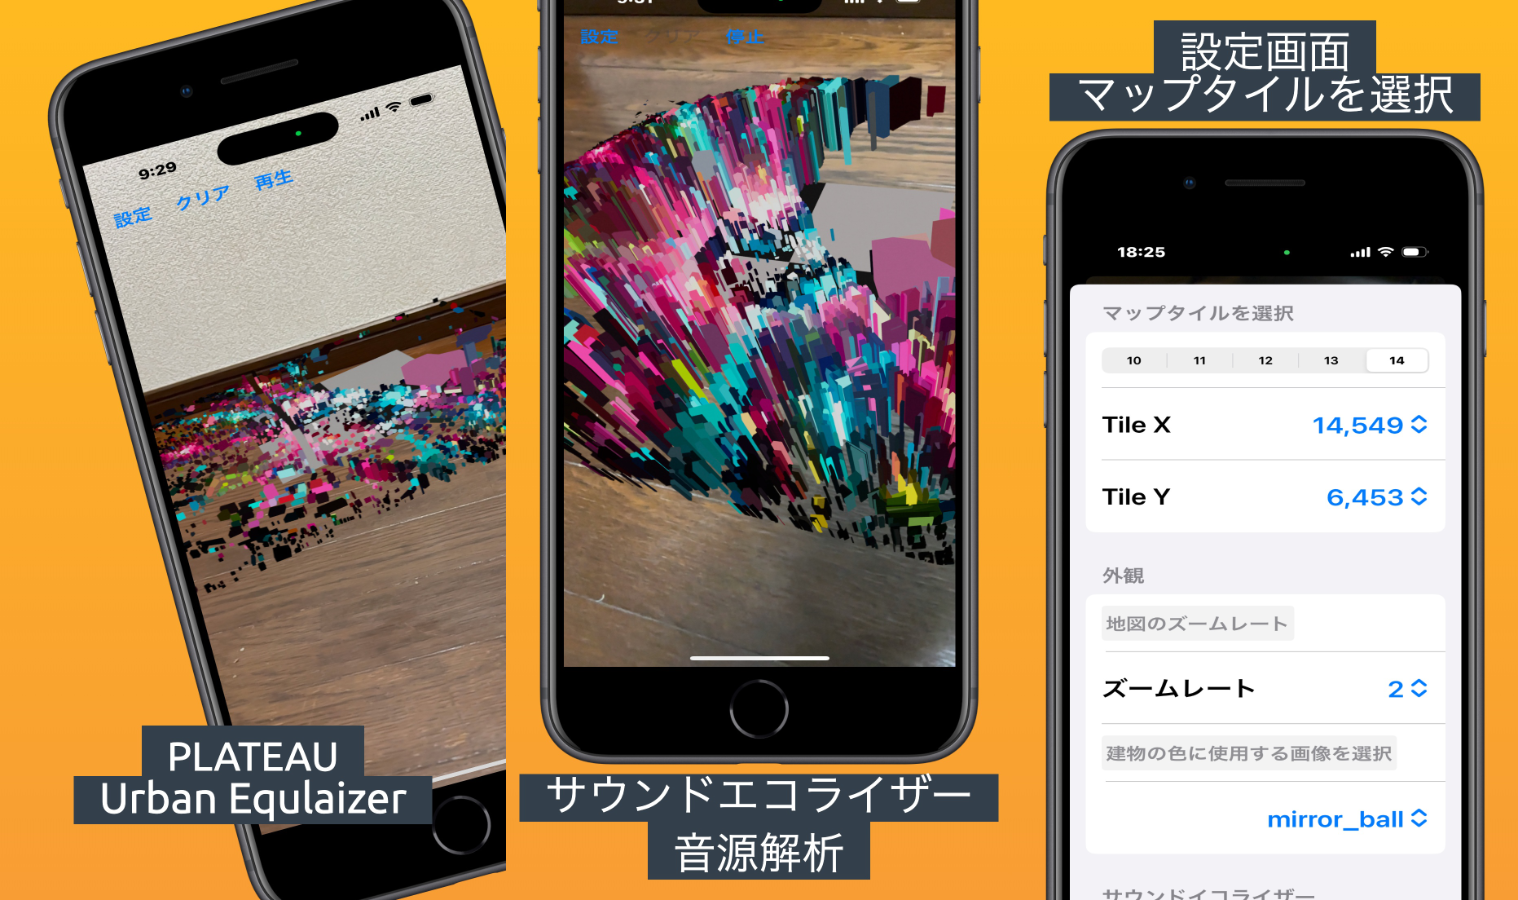 9:29
設定 クリア 再生
PLATEAU
Urban Equlaizer
設定 クリア 停止
サウンドエコライザー
音源解析
設定画面
マップタイルを選択
18:25
マップタイルを選択
10 11 12 13 14
Tile X 14,549
Tile Y 6,453
外観
地図のズームレート
ズームレート 2
建物の色に使用する画像を選択
mirror_ball
サウンドイコライザー